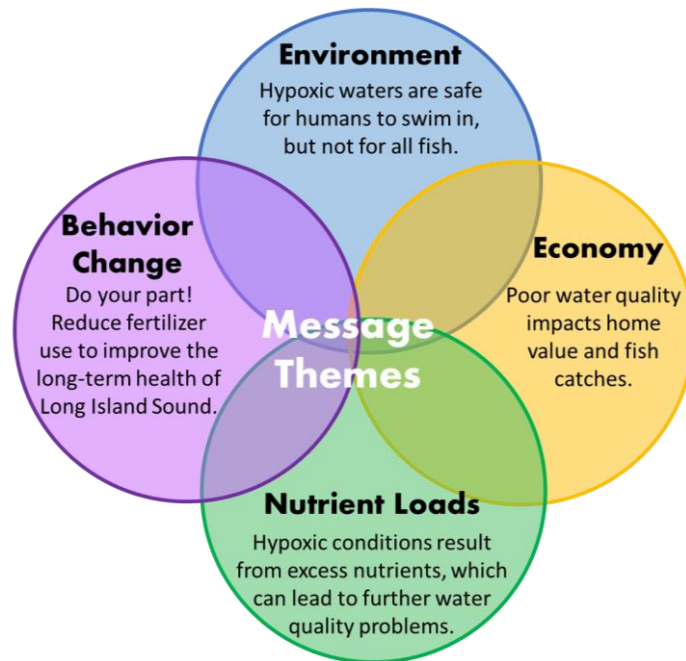 Environment
Hypoxic waters are safe
for humans to swim in,
but not for all fish.
Behavior
Change
Do your part!
Reduce fertilizer
use to improve the
long-term health of
Long Island Sound.
Economy
Poor water quality
impacts home
value and fish
catches.
Message
Themes
Nutrient Loads
Hypoxic conditions result
from excess nutrients, which
can lead to further water
quality problems.